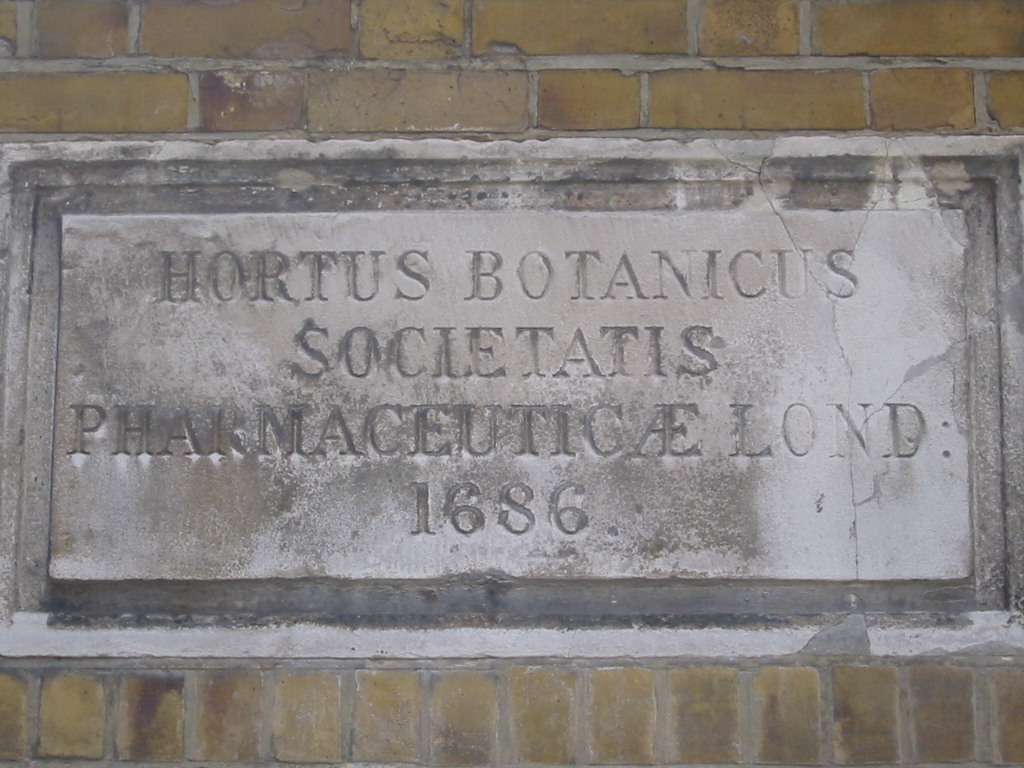 HORTUS BOTANICUS
SOCIETATIS
PHARMACEUTICÆ LOND:
1686.